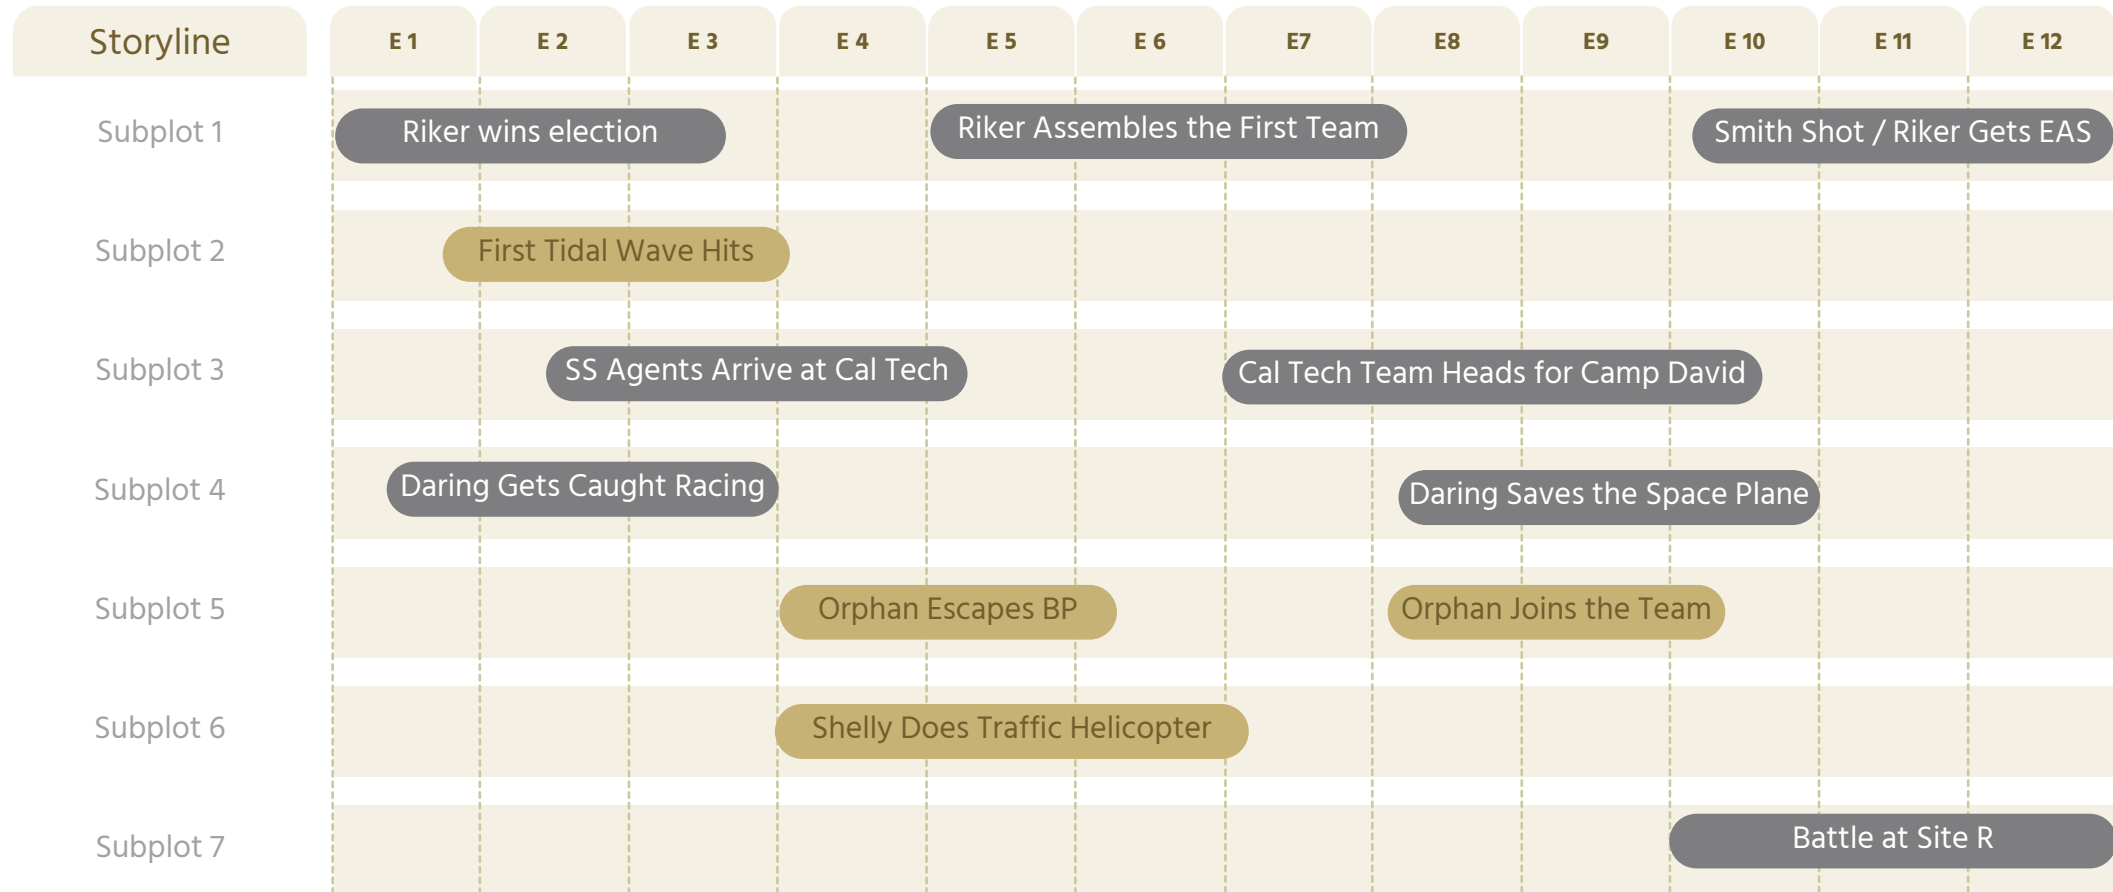 Storyline
E 1
E 2
E 3
E 4
E 5
E 6
E7
E8
E9
E 10
E 11
E 12
Subplot 1
Riker wins election
Riker Assembles the First Team
Smith Shot / Riker Gets EAS
Subplot 2
First Tidal Wave Hits
Subplot 3
SS Agents Arrive at Cal Tech
Cal Tech Team Heads for Camp David
Subplot 4
Daring Gets Caught Racing
Daring Saves the Space Plane
Subplot 5
Orphan Escapes BP
Orphan Joins the Team
Subplot 6
Shelly Does Traffic Helicopter
Subplot 7
Battle at Site R